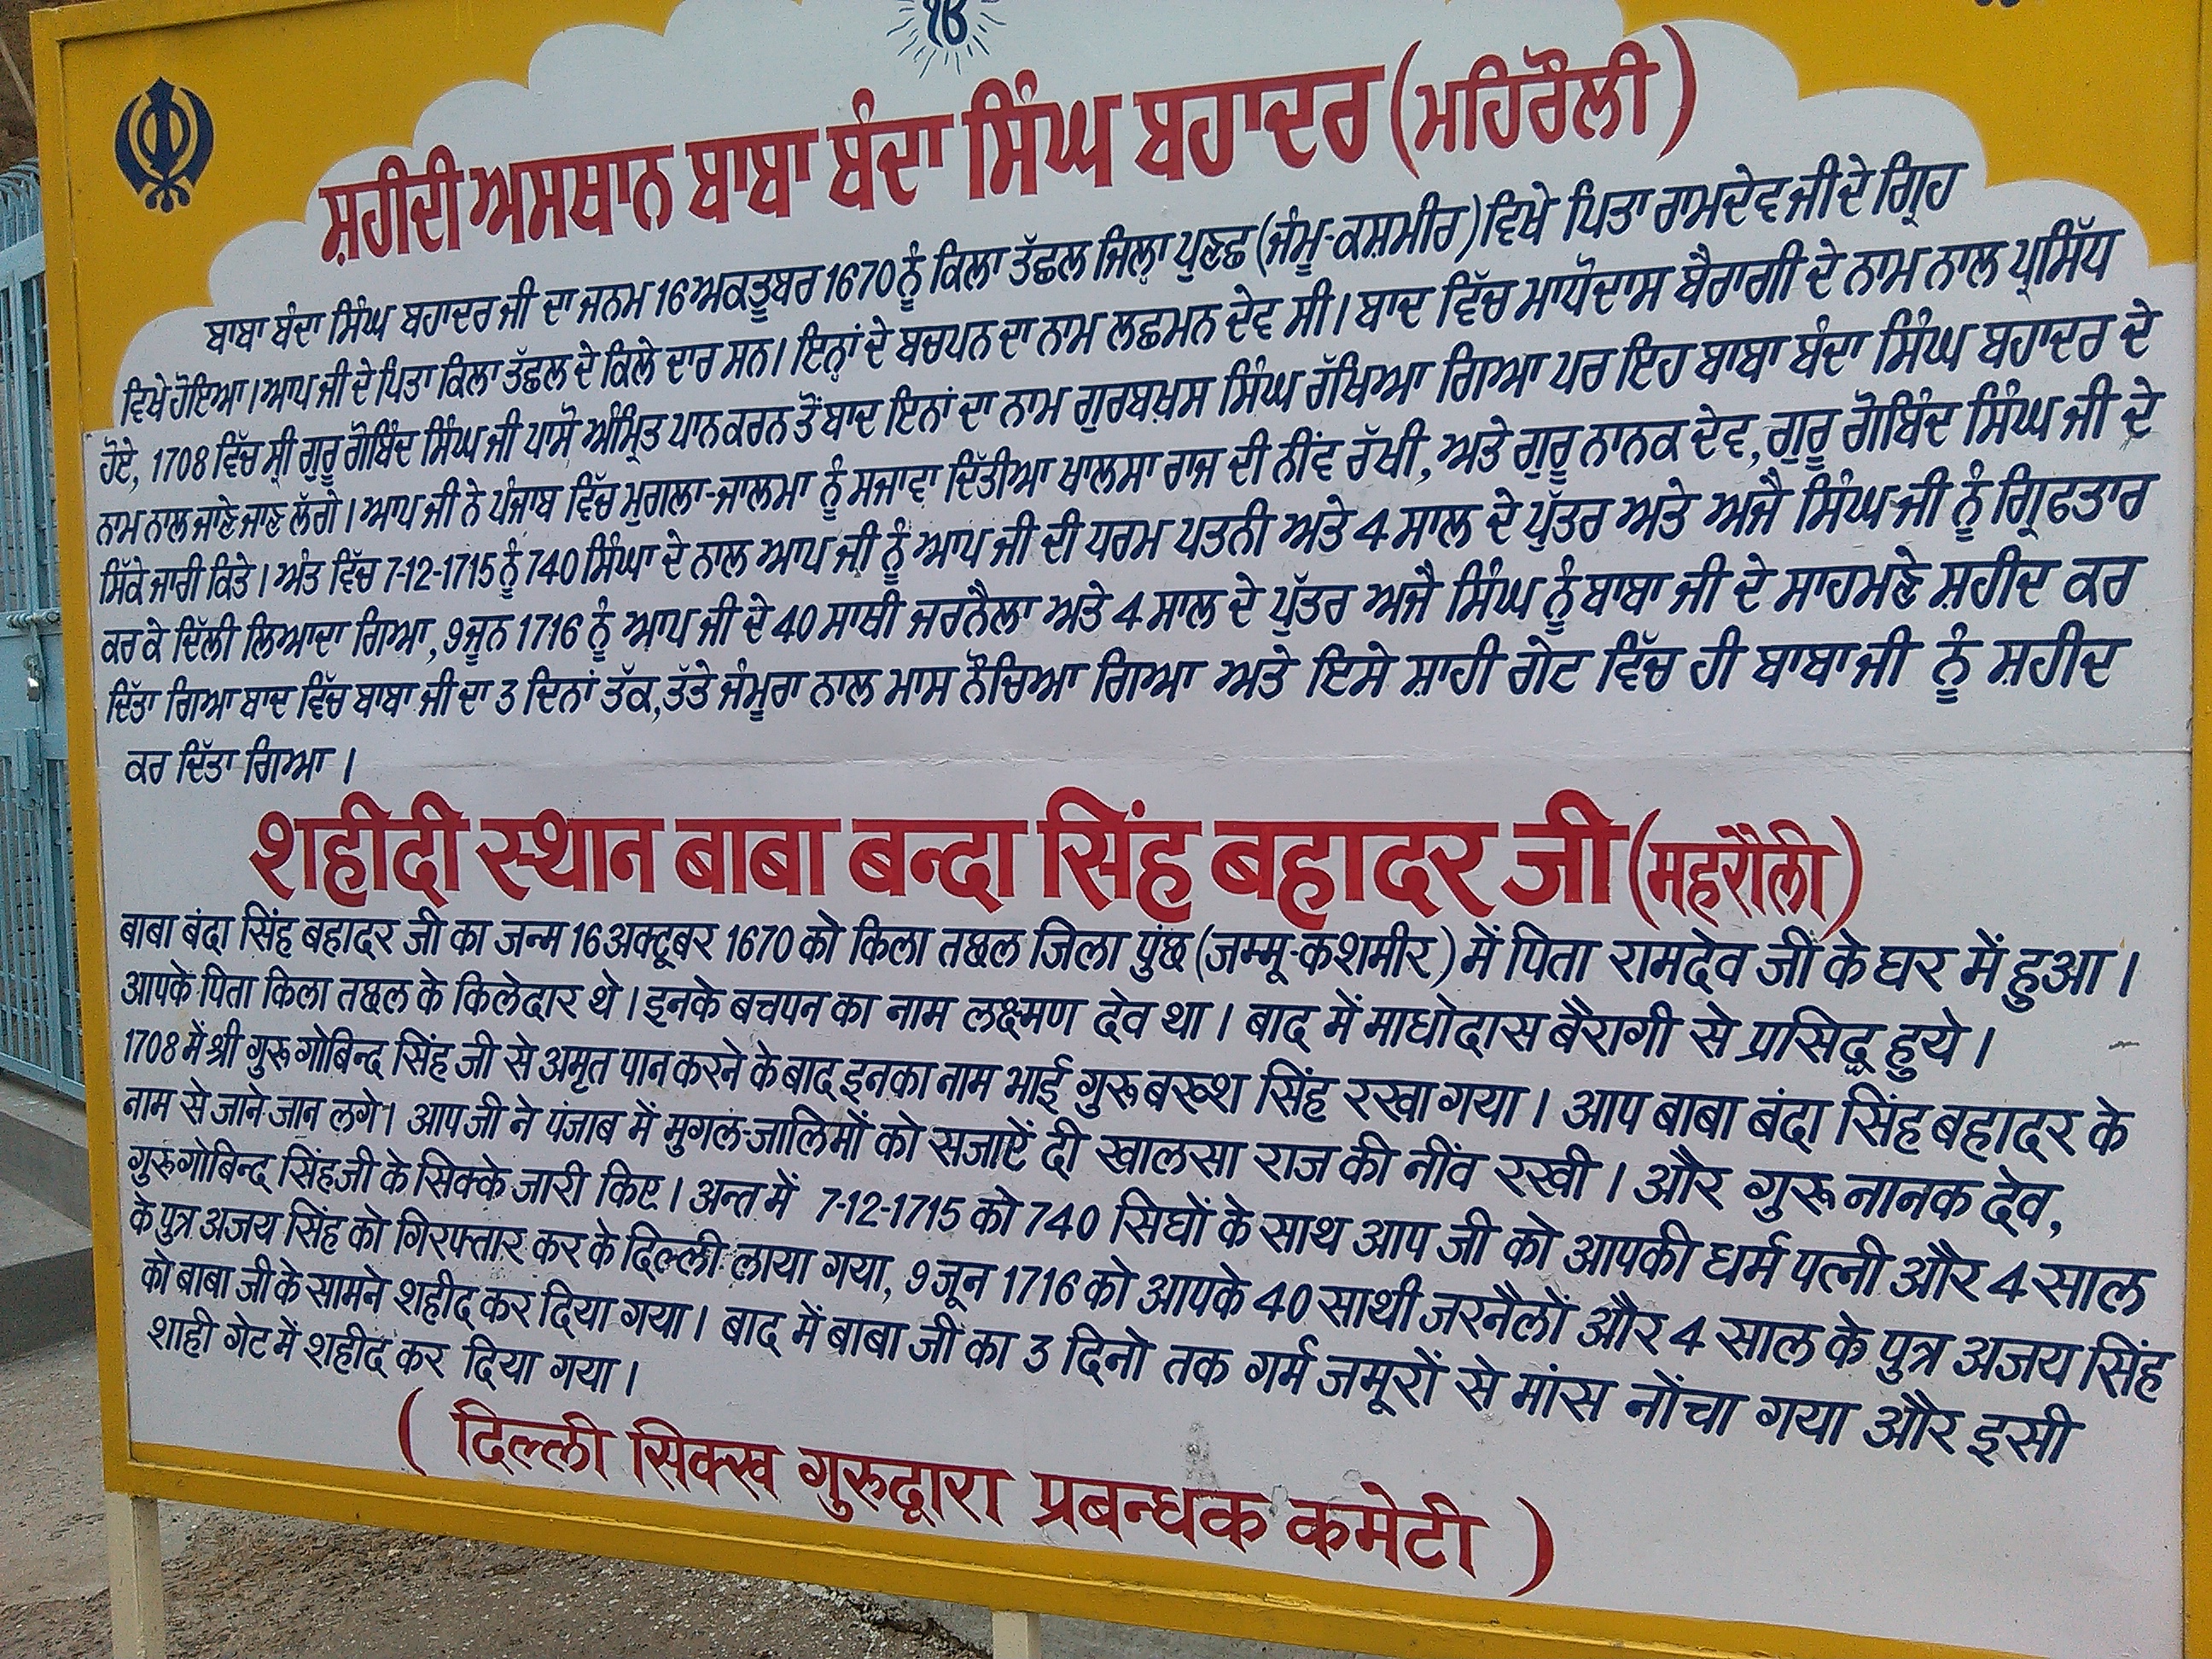 ੴ
ਸ਼ਹੀਦੀ ਅਸਥਾਨ ਬਾਬਾ ਬੰਦਾ ਸਿੰਘ ਬਹਾਦਰ (ਮਹਿਰੌਲੀ)
ਬਾਬਾ ਬੰਦਾ ਸਿੰਘ ਬਹਾਦਰ ਜੀ ਦਾ ਜਨਮ 16 ਅਕਤੂਬਰ 1670 ਨੂੰ ਕਿਲਾ ਤੱਛਲ ਜਿਲ੍ਹਾ ਪੁਣਛ (ਜੰਮੂ-ਕਸ਼ਮੀਰ) ਵਿਖੇ ਪਿਤਾ ਰਾਮਦੇਵ ਜੀ ਦੇ ਗ੍ਰਿਹ
ਵਿਖੇ ਹੋਇਆ। ਆਪ ਜੀ ਦੇ ਪਿਤਾ ਕਿਲਾ ਤੱਛਲ ਦੇ ਕਿਲੇ ਦਾਰ ਸਨ। ਇਨ੍ਹਾਂ ਦੇ ਬਚਪਨ ਦਾ ਨਾਮ ਲਛਮਨ ਦੇਵ ਸੀ। ਬਾਦ ਵਿੱਚ ਮਾਧੋਦਾਸ ਬੈਰਾਗੀ ਦੇ ਨਾਮ ਨਾਲ ਪ੍ਰਸਿੱਧ
ਹੋਏ, 1708 ਵਿੱਚ ਸ੍ਰੀ ਗੁਰੂ ਗੋਬਿੰਦ ਸਿੰਘ ਜੀ ਪਾਸੋ ਅੰਮ੍ਰਿਤ ਪਾਨ ਕਰਨ ਤੋਂ ਬਾਦ ਇਨਾਂ ਦਾ ਨਾਮ ਗੁਰਬਖ਼ਸ ਸਿੰਘ ਰੱਖਿਆ ਗਿਆ ਪਰ ਇਹ ਬਾਬਾ ਬੰਦਾ ਸਿੰਘ ਬਹਾਦਰ ਦੇ
ਨਾਮ ਨਾਲ ਜਾਣੇ ਜਾਣ ਲੱਗੇ। ਆਪ ਜੀ ਨੇ ਪੰਜਾਬ ਵਿੱਚ ਮੁਗਲਾ-ਜਾਲਮਾ ਨੂੰ ਸਜਾਵਾ ਦਿੱਤੀਆ ਖਾਲਸਾ ਰਾਜ ਦੀ ਨੀਂਵ ਰੱਖੀ, ਅਤੇ ਗੁਰੂ ਨਾਨਕ ਦੇਵ, ਗੁਰੂ ਗੋਬਿੰਦ ਸਿੰਘ ਜੀ ਦੇ
ਸਿੱਕੇ ਜਾਰੀ ਕਿਤੇ। ਅੰਤ ਵਿੱਚ 7-12-1715 ਨੂੰ 740 ਸਿੰਘਾ ਦੇ ਨਾਲ ਆਪ ਜੀ ਨੂੰ ਆਪ ਜੀ ਦੀ ਧਰਮ ਪਤਨੀ ਅਤੇ 4 ਸਾਲ ਦੇ ਪੁੱਤਰ ਅਤੇ ਅਜੈ ਸਿੰਘ ਜੀ ਨੂੰ ਗ੍ਰਿਫਤਾਰ
ਕਰ ਕੇ ਦਿੱਲੀ ਲਿਆਦਾ ਗਿਆ, 9 ਜੂਨ 1716 ਨੂੰ ਆਪ ਜੀ ਦੇ 40 ਸਾਥੀ ਜਰਨੈਲਾ ਅਤੇ 4 ਸਾਲ ਦੇ ਪੁੱਤਰ ਅਜੈ ਸਿੰਘ ਨੂੰ ਬਾਬਾ ਜੀ ਦੇ ਸਾਹਮਣੇ ਸ਼ਹੀਦ ਕਰ
ਦਿੱਤਾ ਗਿਆ ਬਾਦ ਵਿੱਚ ਬਾਬਾ ਜੀ ਦਾ 3 ਦਿਨਾਂ ਤੱਕ, ਤੱਤੇ ਜੰਮੂਰਾ ਨਾਲ ਮਾਸ ਨੋਚਿਆ ਗਿਆ ਅਤੇ ਇਸੇ ਸ਼ਾਹੀ ਗੇਟ ਵਿੱਚ ਹੀ ਬਾਬਾ ਜੀ ਨੂੰ ਸ਼ਹੀਦ
ਕਰ ਦਿੱਤਾ ਗਿਆ।
शहीदी स्थान बाबा बन्दा सिंह बहादर जी (महरौली)
बाबा बंदा सिंह बहादर जी का जन्म 16 अक्टूबर 1670 को किला तछल जिला पुंछ (जम्मू-कशमीर) में पिता रामदेव जी के घर में हुआ।
आपके पिता किला तछल के किलेदार थे। इनके बचपन का नाम लक्ष्मण देव था। बाद में माधोदास बैरागी से प्रसिद्ध हुये।
1708 में श्री गुरू गोबिन्द सिंह जी से अमृत पान करने के बाद इनका नाम भाई गुरू बख्श सिंह रखा गया। आप बाबा बंदा सिंह बहादर के
नाम से जाने जान लगे। आप जी ने पंजाब में मुगल-जालिमों को सजाऐं दी खालसा राज की नींव रखी। और गुरू नानक देव,
गुरू गोबिन्द सिंह जी के सिक्के जारी किए। अन्त में 7-12-1715 को 740 सिघों के साथ आप जी को आपकी धर्म पत्नी और 4 साल
के पुत्र अजय सिंह को गिरफ्तार कर के दिल्ली लाया गया, 9 जून 1716 को आपके 40 साथी जरनैलों और 4 साल के पुत्र अजय सिंह
को बाबा जी के सामने शहीद कर दिया गया। बाद में बाबा जी का 3 दिनो तक गर्म जमूरों से मांस नोंचा गया और इसी
शाही गेट में शहीद कर दिया गया।
( दिल्ली सिक्ख गुरूद्वारा प्रबन्धक कमेटी )